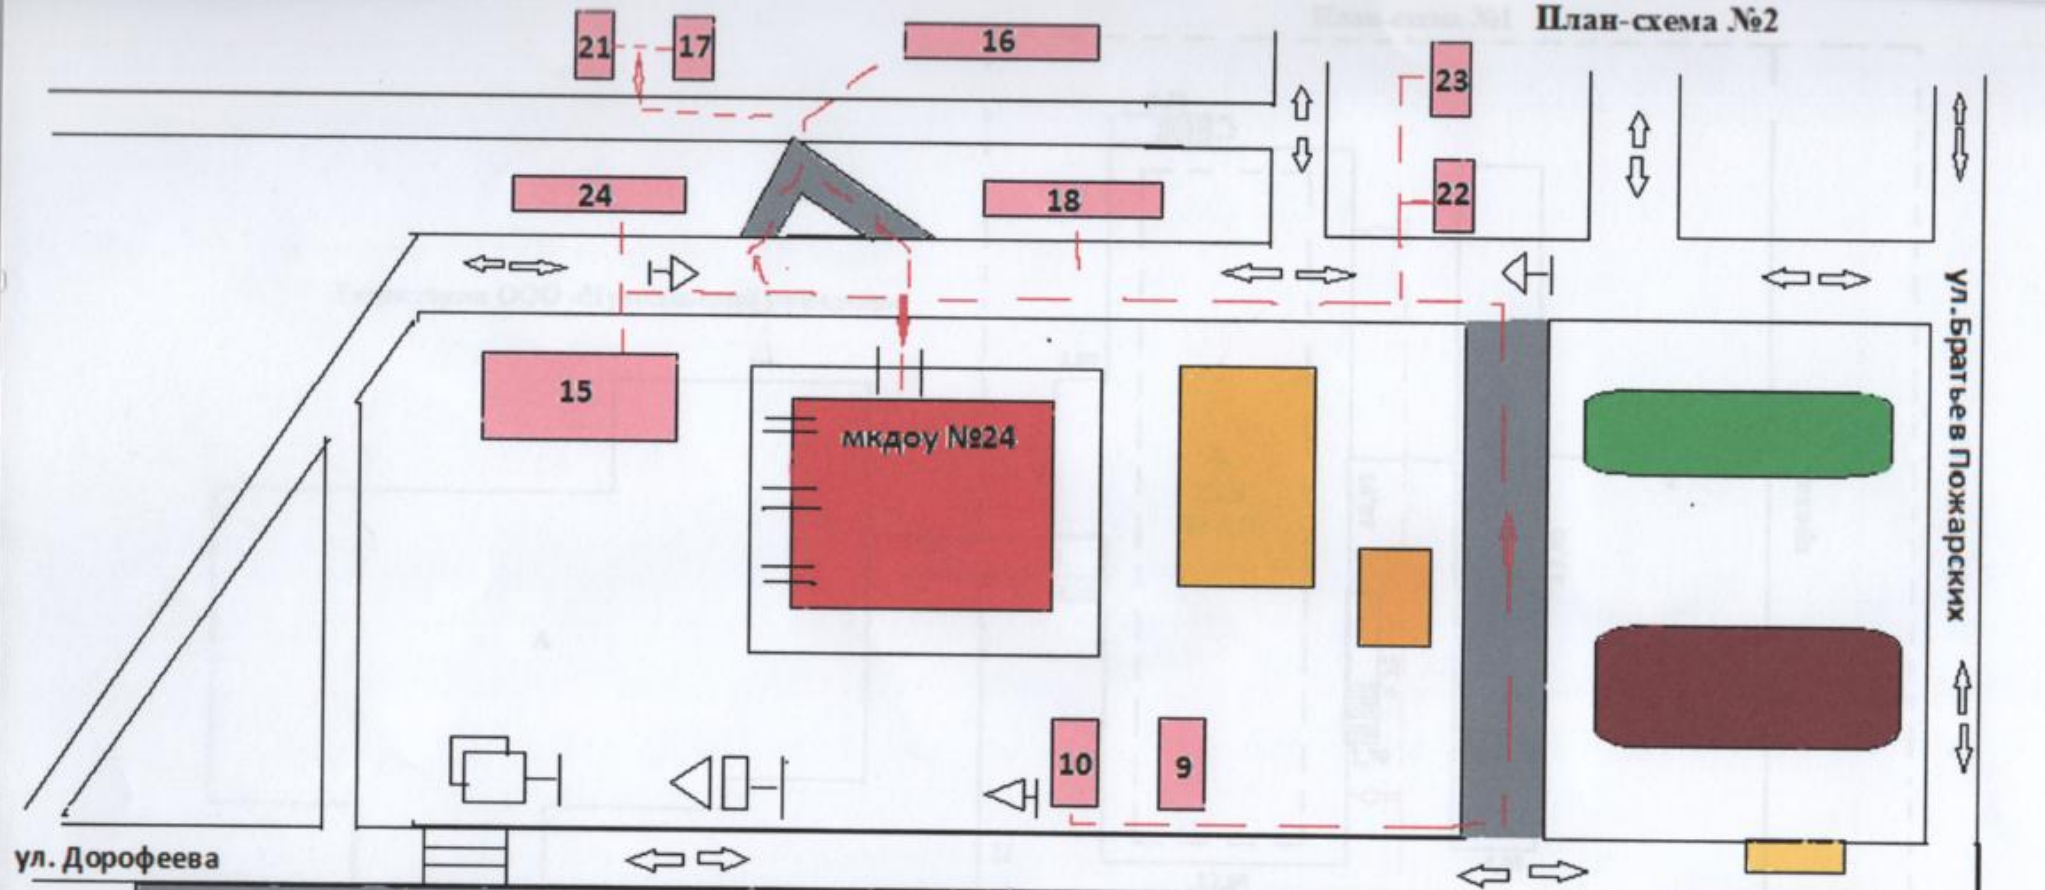 План-схема №2
21
17
16
23
22
24
18
15
мкдоу №24
ул.Братьев Пожарских
10
9
ул. Дорофеева